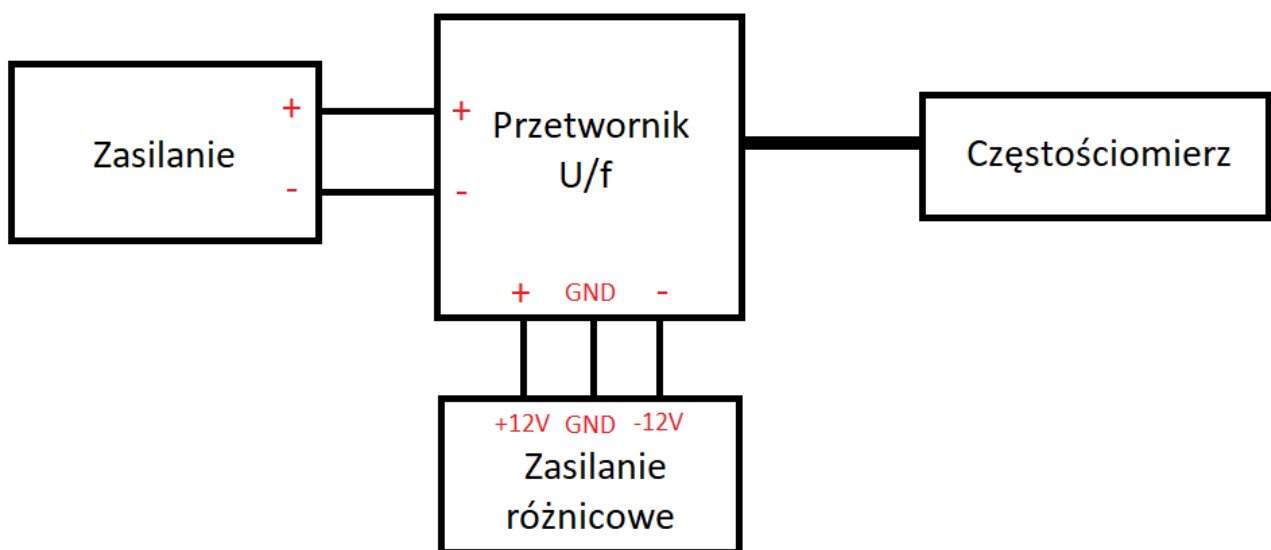 Zasilanie
+
-
+
-
Przetwornik
U/f
+ GND -
Częstościomierz
+12V GND -12V
Zasilanie
różnicowe